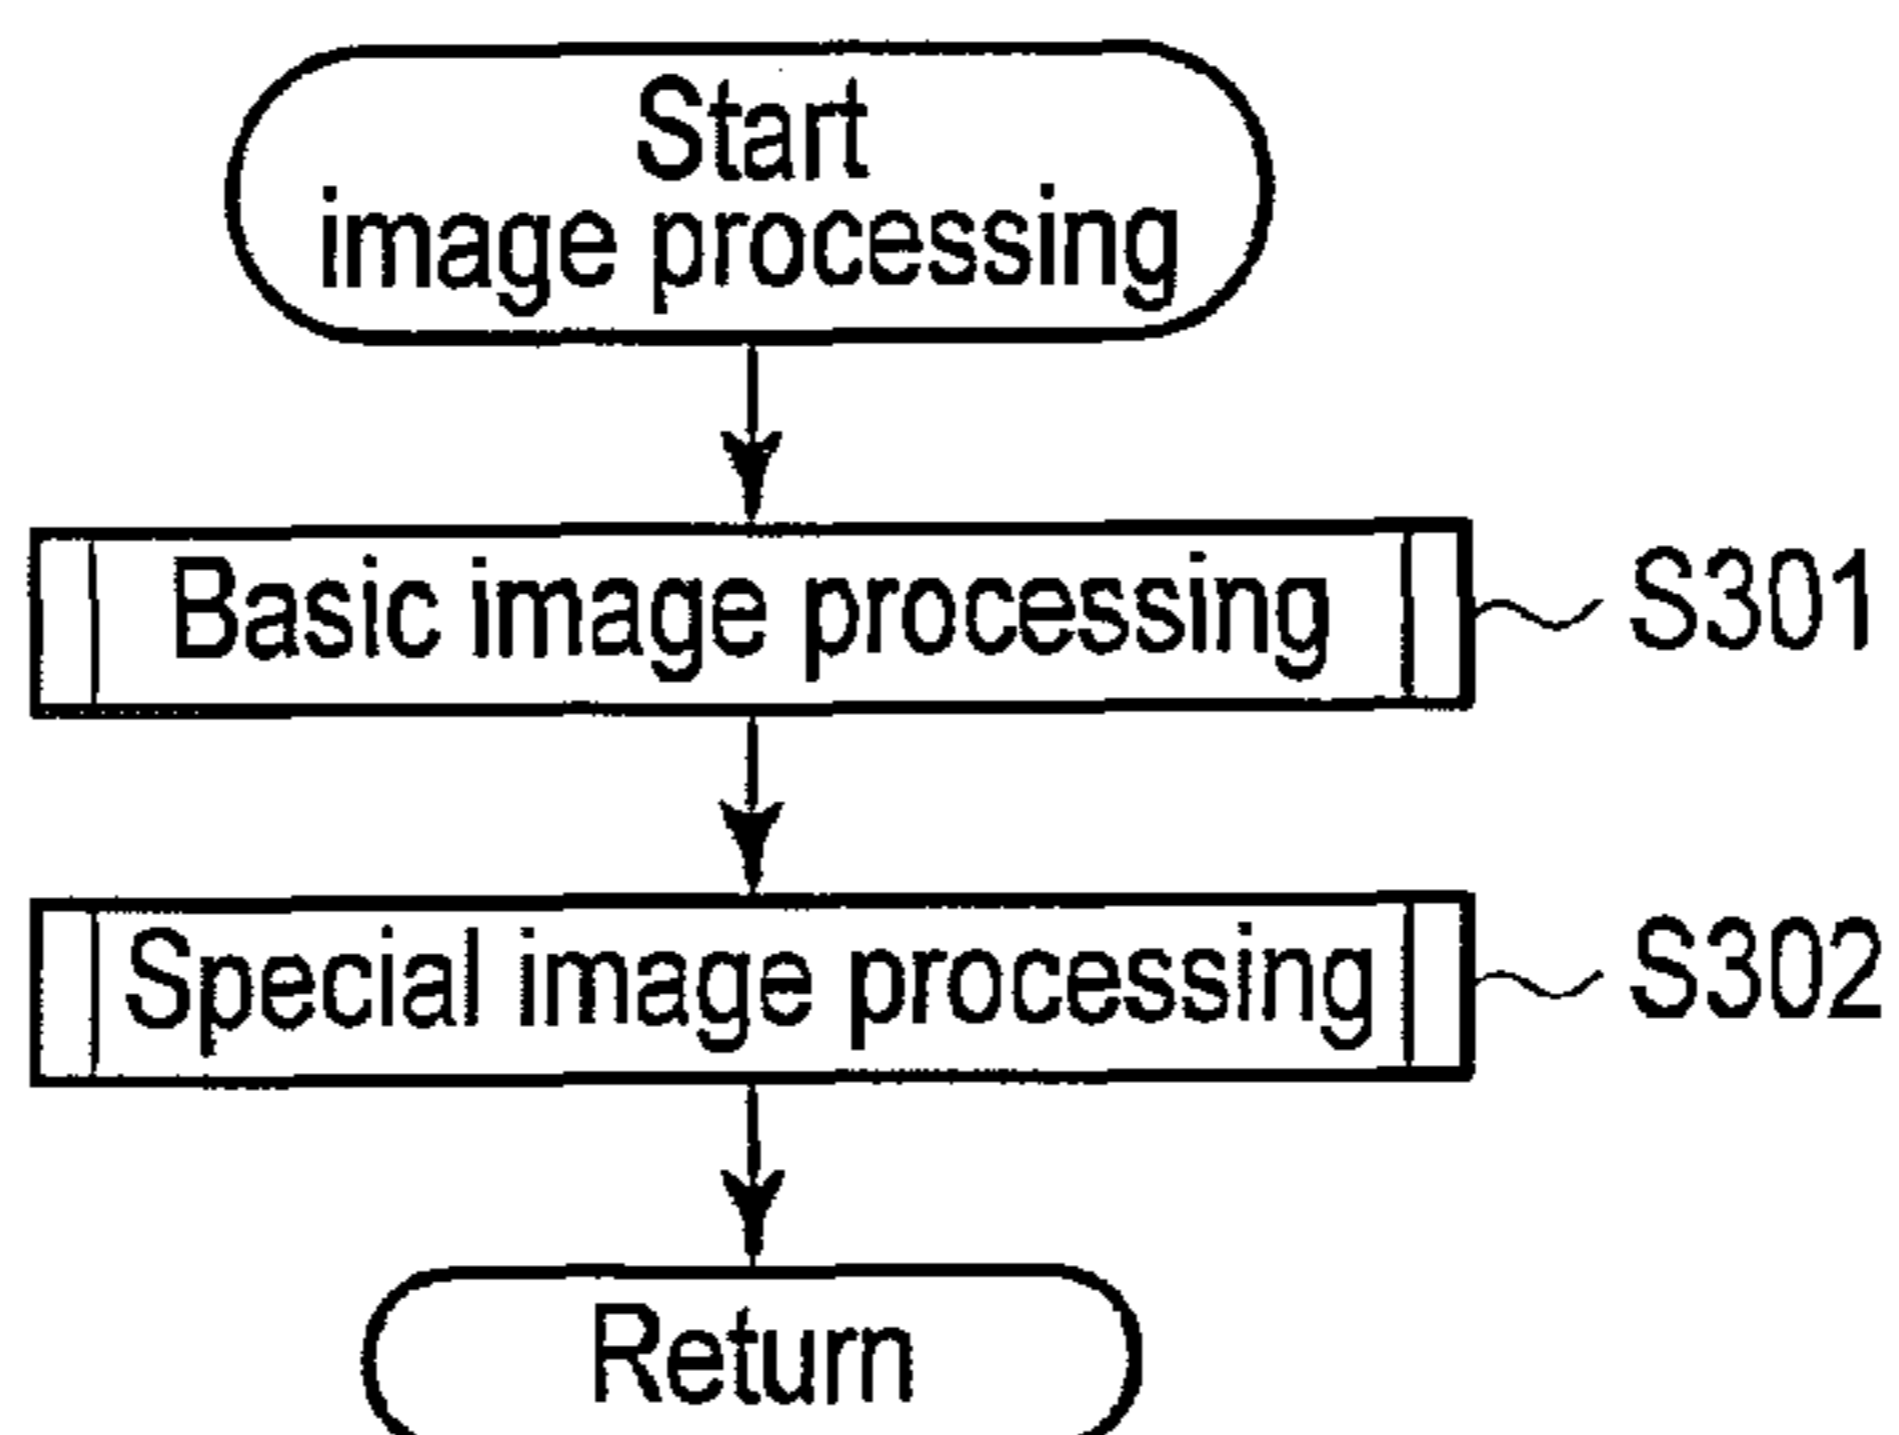 Start
image processing
Basic image processing S301
Special image processing S302
Return